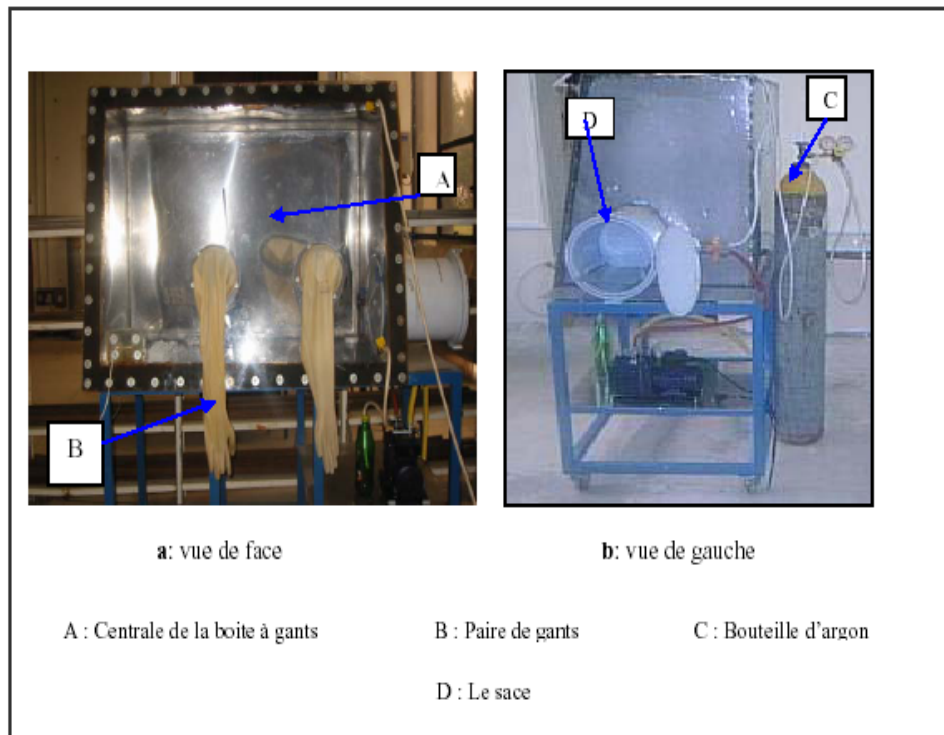 D
C
A
B
a: vue de face
b: vue de gauche
A : Centrale de la boite à gants
B : Paire de gants
C : Bouteille d'argon
D : Le sace